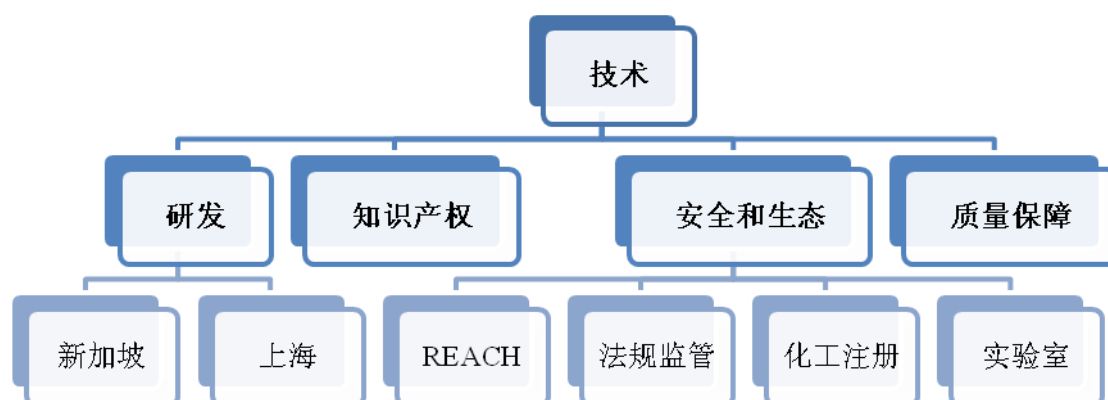 技术
研发
知识产权
安全和生态
质量保障
新加坡
上海
REACH
法规监管
化工注册
实验室